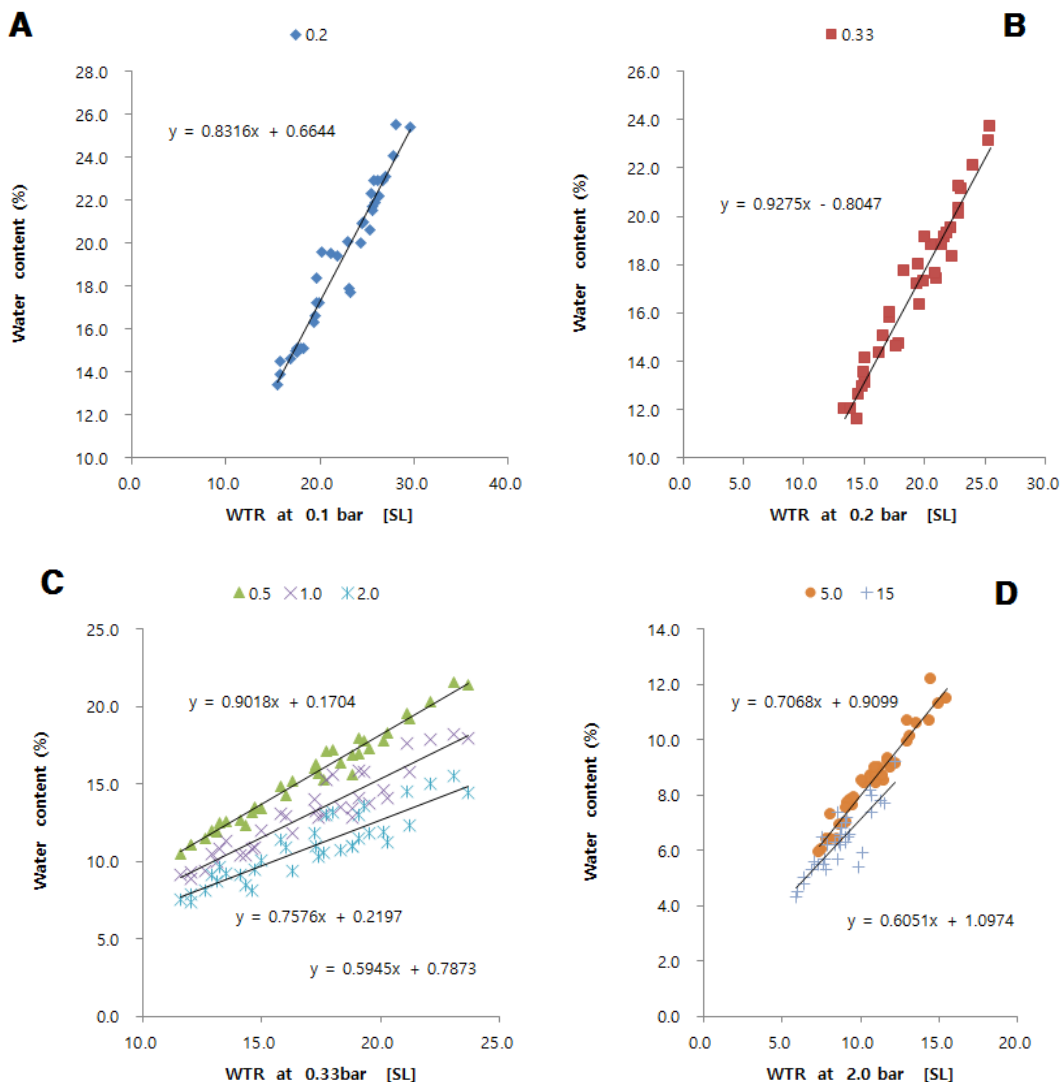 A
0.2
28.0
26.0
24.0
22.0
20.0
18.0
16.0
14.0
12.0
10.0
0.0
10.0
20.0
30.0
40.0
y = 0.8316x + 0.6644
Water content (%)
WTR at 0.1 bar [SL]
B
0.33
26.0
24.0
22.0
20.0
18.0
16.0
14.0
12.0
10.0
0.0
5.0
10.0
15.0
20.0
25.0
30.0
y = 0.9275x - 0.8047
Water content (%)
WTR at 0.2 bar [SL]
C
0.5 1.0 2.0
25.0
20.0
15.0
10.0
5.0
0.0
10.0
15.0
20.0
25.0
y = 0.9018x + 0.1704
y = 0.7576x + 0.2197
y = 0.5945x + 0.7873
Water content (%)
WTR at 0.33bar [SL]
D
5.0 15
14.0
12.0
10.0
8.0
6.0
4.0
2.0
0.0
0.0
5.0
10.0
15.0
20.0
y = 0.7068x + 0.9099
y = 0.6051x + 1.0974
Water content (%)
WTR at 2.0 bar [SL]